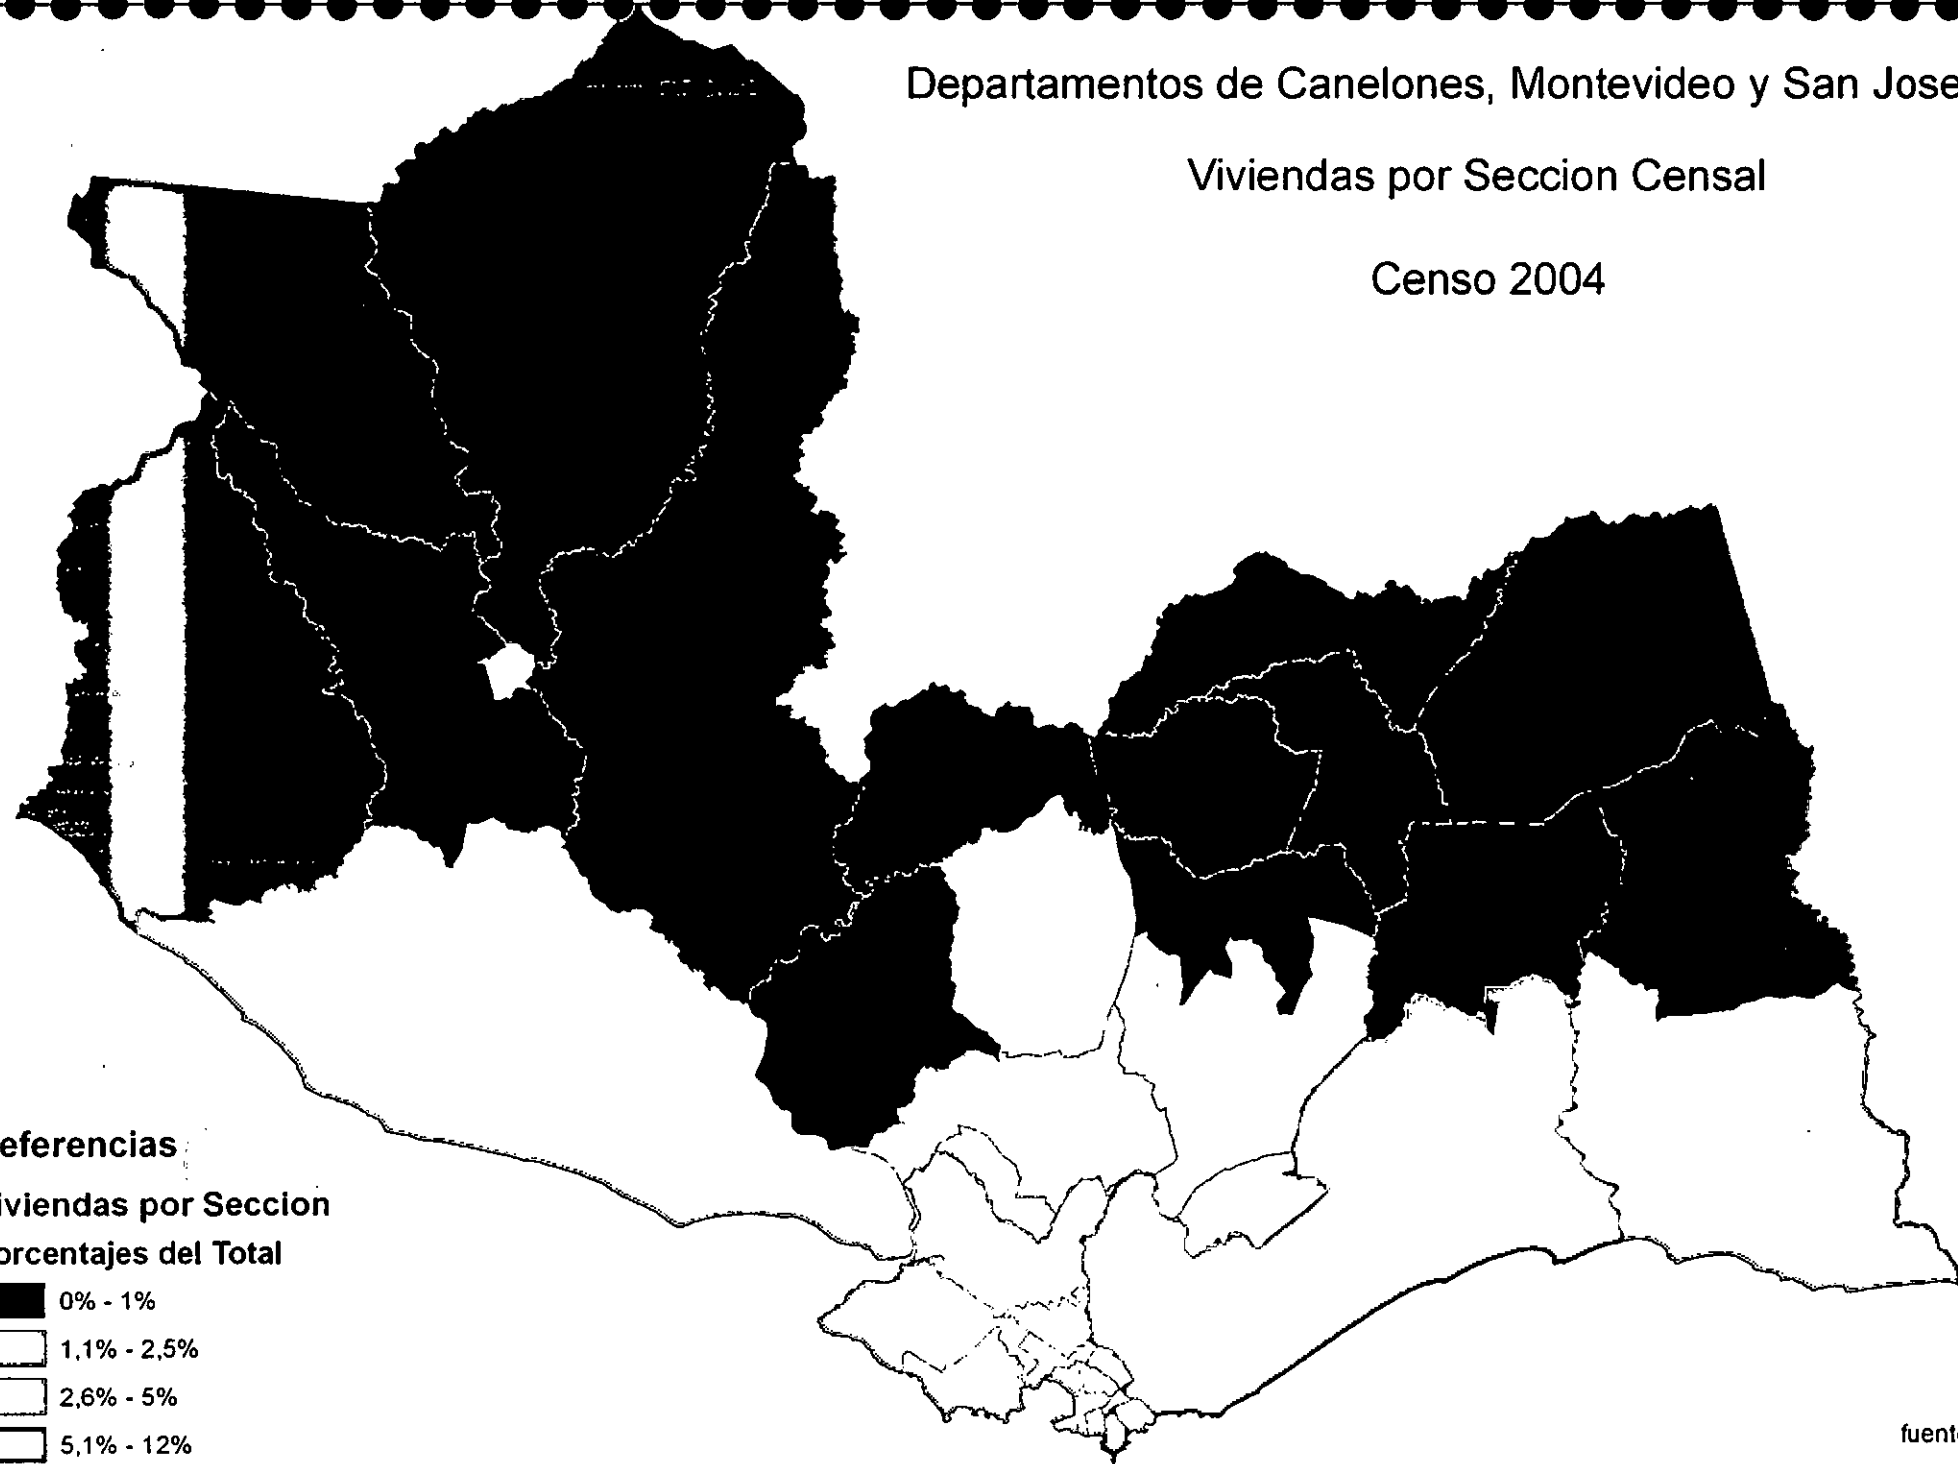 Departamentos de Canelones, Montevideo y San Jose
Viviendas por Seccion Censal
Censo 2004
eferencias
iviendas por Seccion
orcentajes del Total
0% - 1%
1,1% - 2,5%
2,6% - 5%
5,1% - 12%
fuent